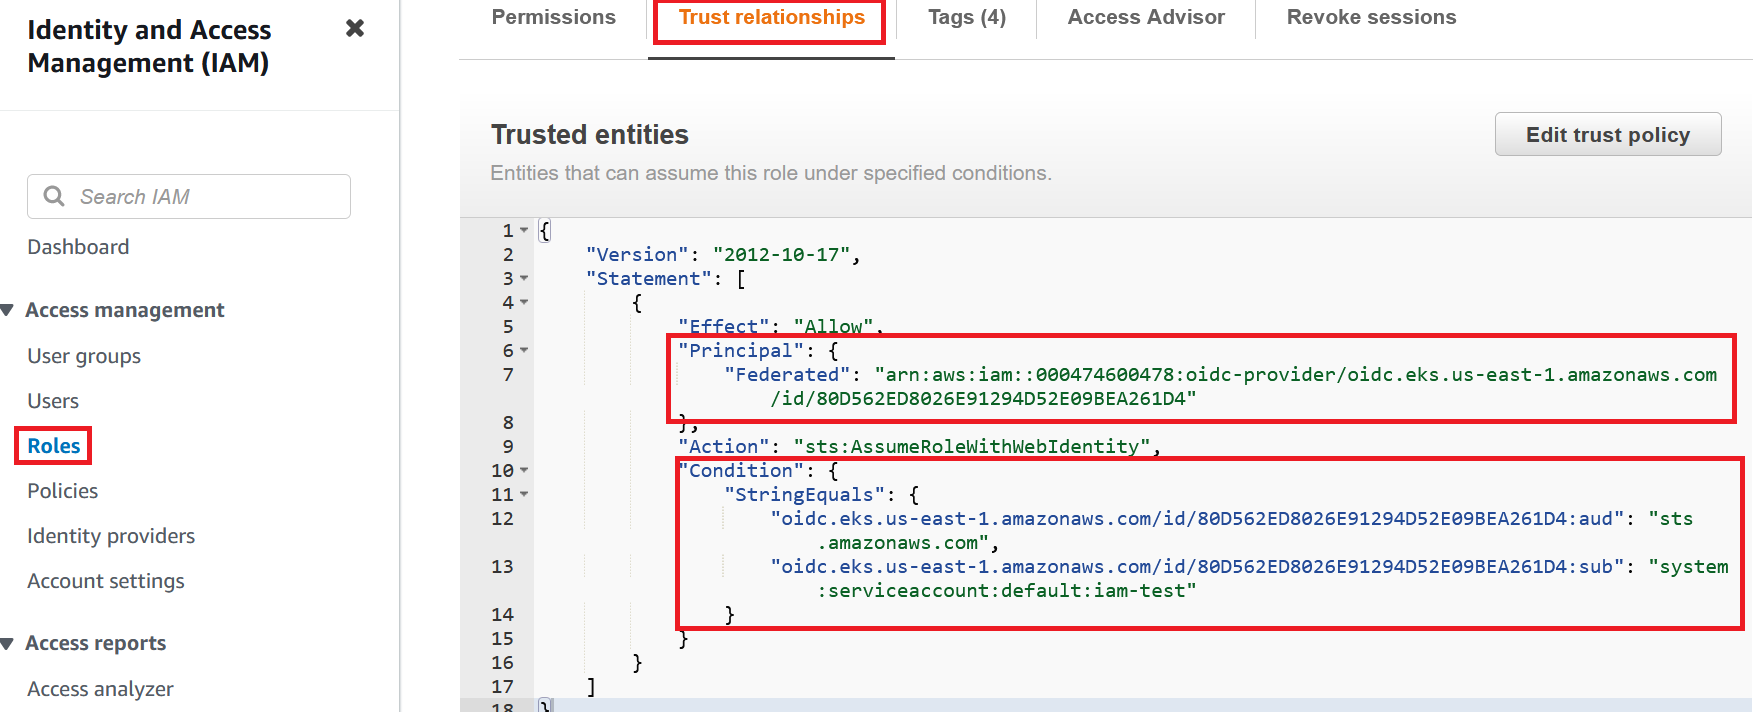 Identity and Access
Management (IAM)
Search IAM
Dashboard
Access management
User groups
Users
Roles
Policies
Identity providers
Account settings
Access reports
Access analyzer
Permissions
Trust relationships
Tags (4)
Access Advisor
Revoke sessions
Trusted entities
Edit trust policy
Entities that can assume this role under specified conditions.
1 {
2 "Version": "2012-10-17",
3 "Statement": [
4 {
5 "Effect": "Allow",
6 "Principal": {
7 "Federated": "arn:aws:iam::000474600478:oidc-provider/oidc.eks.us-east-1.amazonaws.com
/id/80D562ED8026E91294D52E09BEA261D4"
8 },
9 "Action": "sts:AssumeRoleWithWebIdentity",
10 "Condition": {
11 "StringEquals": {
12 "oidc.eks.us-east-1.amazonaws.com/id/80D562ED8026E91294D52E09BEA261D4:aud": "sts
.amazonaws.com",
13 "oidc.eks.us-east-1.amazonaws.com/id/80D562ED8026E91294D52E09BEA261D4:sub": "system
:serviceaccount:default:iam-test"
14 }
15 }
16 }
17 ]
18 }